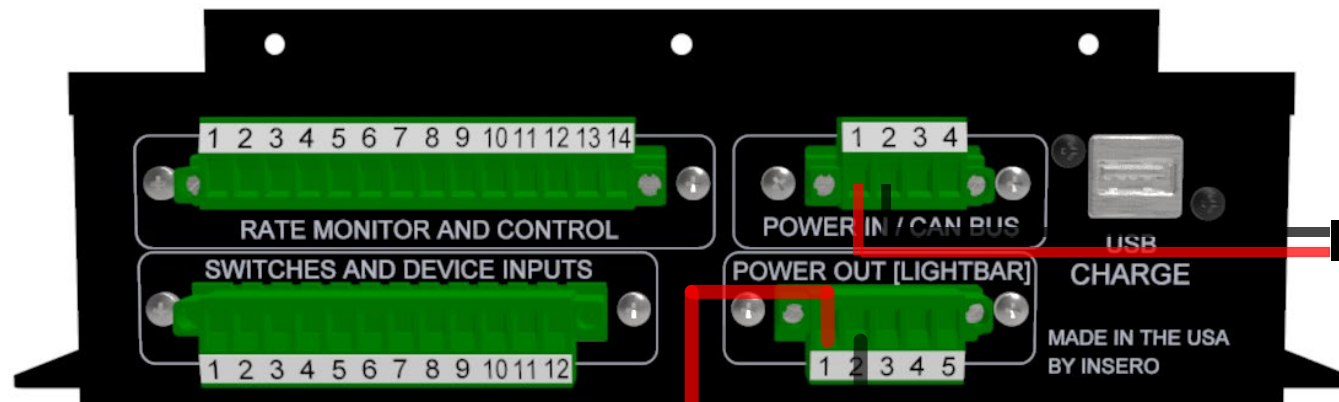 1 2 3 4 5 6 7 8 9 10 11 12 13 14
RATE MONITOR AND CONTROL
1 2 3 4
POWER IN / CAN BUS
USB
CHARGE
SWITCHES AND DEVICE INPUTS
1 2 3 4 5 6 7 8 9 10 11 12
POWER OUT [LIGHTBAR]
1 2 3 4 5
MADE IN THE USA
BY INSERO